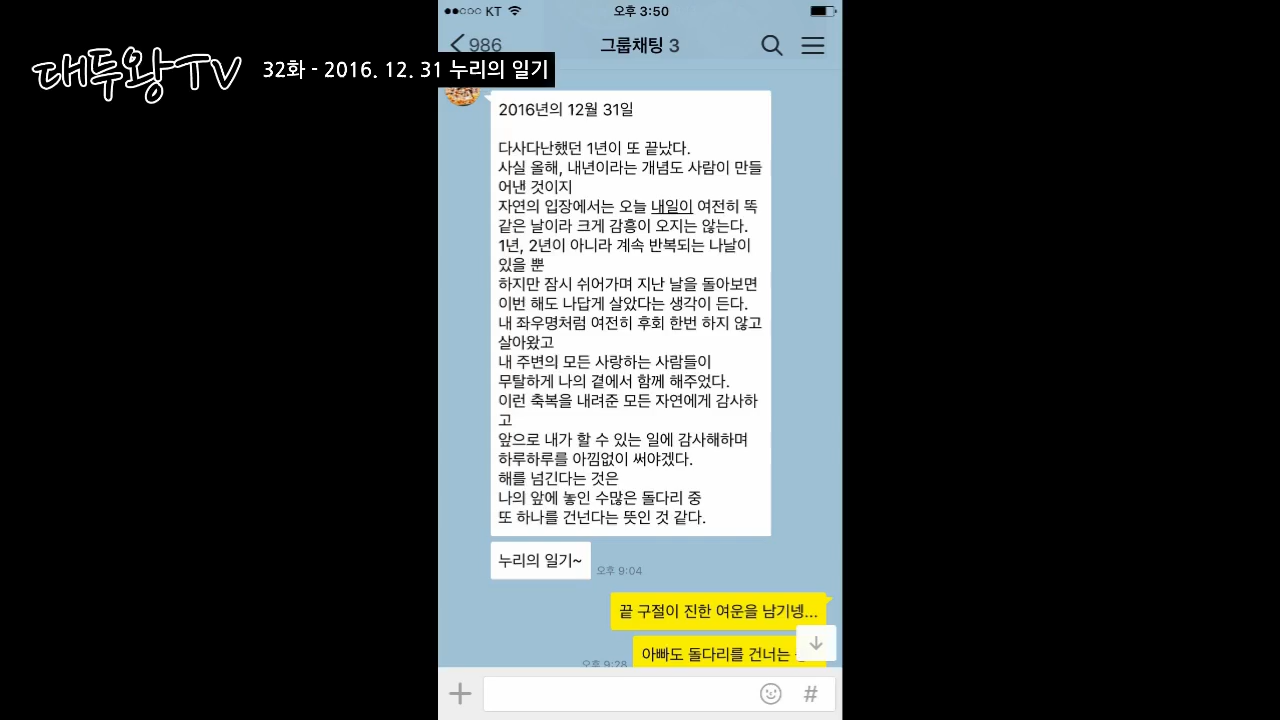 ●●○○○ KT 오후 3:50
986 그룹채팅 3
대두왕TV 32화 - 2016. 12. 31 누리의 일기
2016년의 12월 31일
다사다난했던 1년이 또 끝났다.
사실 올해, 내년이라는 개념도 사람이 만들
어낸 것이지
자연의 입장에서는 오늘 내일이 여전히 똑
같은 날이라 크게 감흥이 오지는 않는다.
1년, 2년이 아니라 계속 반복되는 나날이
있을 뿐
하지만 잠시 쉬어가며 지난 날을 돌아보면
이번 해도 나답게 살았다는 생각이 든다.
내 좌우명처럼 여전히 후회 한번 하지 않고
살아왔고
내 주변의 모든 사랑하는 사람들이
무탈하게 나의 곁에서 함께 해주었다.
이런 축복을 내려준 모든 자연에게 감사하
고
앞으로 내가 할 수 있는 일에 감사해하며
하루하루를 아낌없이 써야겠다.
해를 넘긴다는 것은
나의 앞에 놓인 수많은 돌다리 중
또 하나를 건넌다는 뜻인 것 같다.
누리의 일기~ 오후 9:04
끝 구절이 진한 여운을 남기넹...
오후 9:28 아빠도 돌다리를 건너는
#